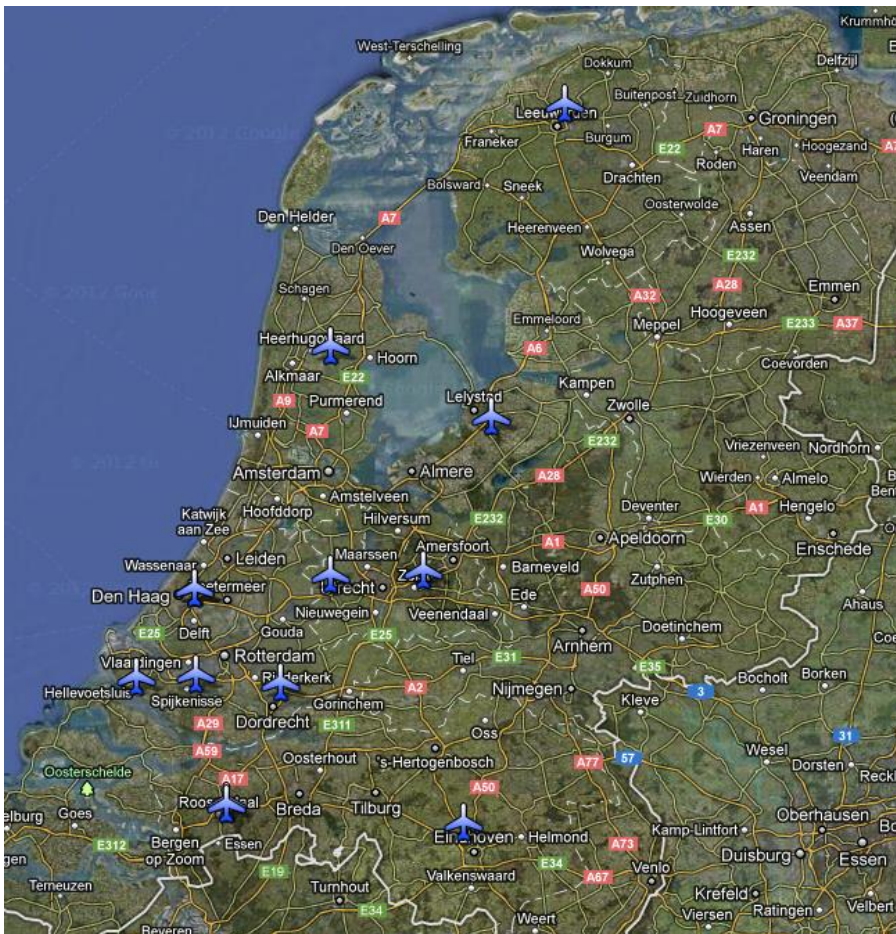 Krummhö
West-Terschelling
Dokkum
Delfzijl
Buitenpost
Zuidhorn
Leeuwarden
Groningen
A7
Franeker
Burgum
E22
Haren
Hoogezand
Roden
Drachten
Veendam
Bolsward
Sneek
Oosterwolde
Den Helder
A7
Heerenveen
Assen
Den Oever
Wolvega
E232
Schagen
A28
Emmen
A32
Emmeloord
Meppel
Hoogeveen
E233
A37
Heerhugowaard
A6
Hoorn
Alkmaar
E22
Coevorden
Kampen
A9
Purmerend
Lelystad
Zwolle
IJmuiden
A7
E232
Vriezenveen
Nordhorn
Amsterdam
Almere
A28
Wierden
Almelo
Amstelveen
Hoofddorp
Deventer
A1
Katwijk
aan Zee
Hilversum
E232
E30
Hengelo
Enschede
Leiden
Maarssen
Amersfoort
A1
Apeldoorn
Wassenaar
Barneveld
Zutphen
Den Haag
Utrecht
A50
Ede
Ahaus
Nieuwegein
Veenendaal
Delft
Gouda
Doetinchem
E25
E25
Arnhem
Vlaardingen
Rotterdam
E31
E35
Tiel
Ridderkerk
Hellevoetsluis
Spijkenisse
A2
Nijmegen
3
Bocholt
Borken
Gorinchem
Kleve
Dordrecht
A29
E311
Oss
31
A59
's-Hertogenbosch
Wesel
Oosterhout
A77
57
Dorsten
Oosterschelde
A17
A50
Roosendaal
Breda
Tilburg
Goes
Oberhausen
Bergen
op Zoom
Essen
Eindhoven
Helmond
A73
Kamp-Lintfort
E312
Duisburg
Essen
E19
E34
A67
Venlo
Terneuzen
Turnhout
Valkenswaard
Krefeld
Velbert
E34
Weert
Viersen
Ratingen
Beveren